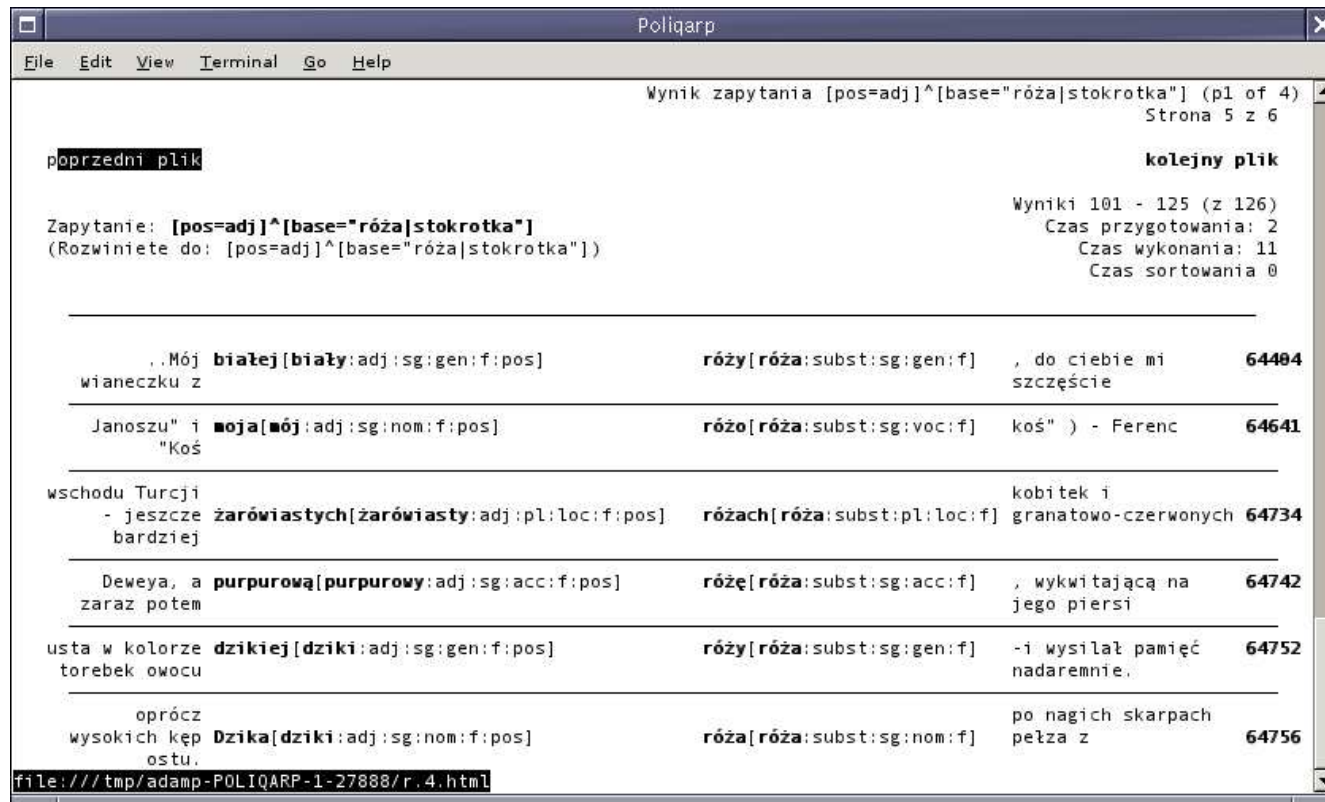 Poliqarp
File Edit View Terminal Go Help
Wynik zapytania [pos=adj]^[base="róża|stokrotka"] (p1 of 4)
Strona 5 z 6
poprzedni plik kolejny plik
Wyniki 101 - 125 (z 126)
Zapytanie: [pos=adj]^[base="róża|stokrotka"] Czas przygotowania: 2
(Rozwiniete do: [pos=adj]^[base="róża|stokrotka"]) Czas wykonania: 11
Czas sortowania 0
..Mój białej[biały:adj:sg:gen:f:pos] róży[róża:subst:sg:gen:f] , do ciebie mi 64404
wianeczku z szczęście
Janoszu" i moja[mój:adj:sg:nom:f:pos] różo[róża:subst:sg:voc:f] koś" ) - Ferenc 64641
"Koś
wschodu Turcji kobitek i
- jeszcze żarówiastych[żarówiasty:adj:pl:loc:f:pos] różach[róża:subst:pl:loc:f] granatowo-czerwonych 64734
bardziej
Deweya, a purpurową[purpurowy:adj:sg:acc:f:pos] różę[róża:subst:sg:acc:f] , wykwitającą na 64742
zaraz potem jego piersi
usta w kolorze dzikiej[dziki:adj:sg:gen:f:pos] róży[róża:subst:sg:gen:f] -i wysilał pamięć 64752
torebek owocu nadaremnie.
oprócz po nagich skarpach
wysokich kęp Dzika[dziki:adj:sg:nom:f:pos] róża[róża:subst:sg:nom:f] pełza z 64756
ostu.
file:///tmp/adamp-POLIQARP-1-27888/r.4.html